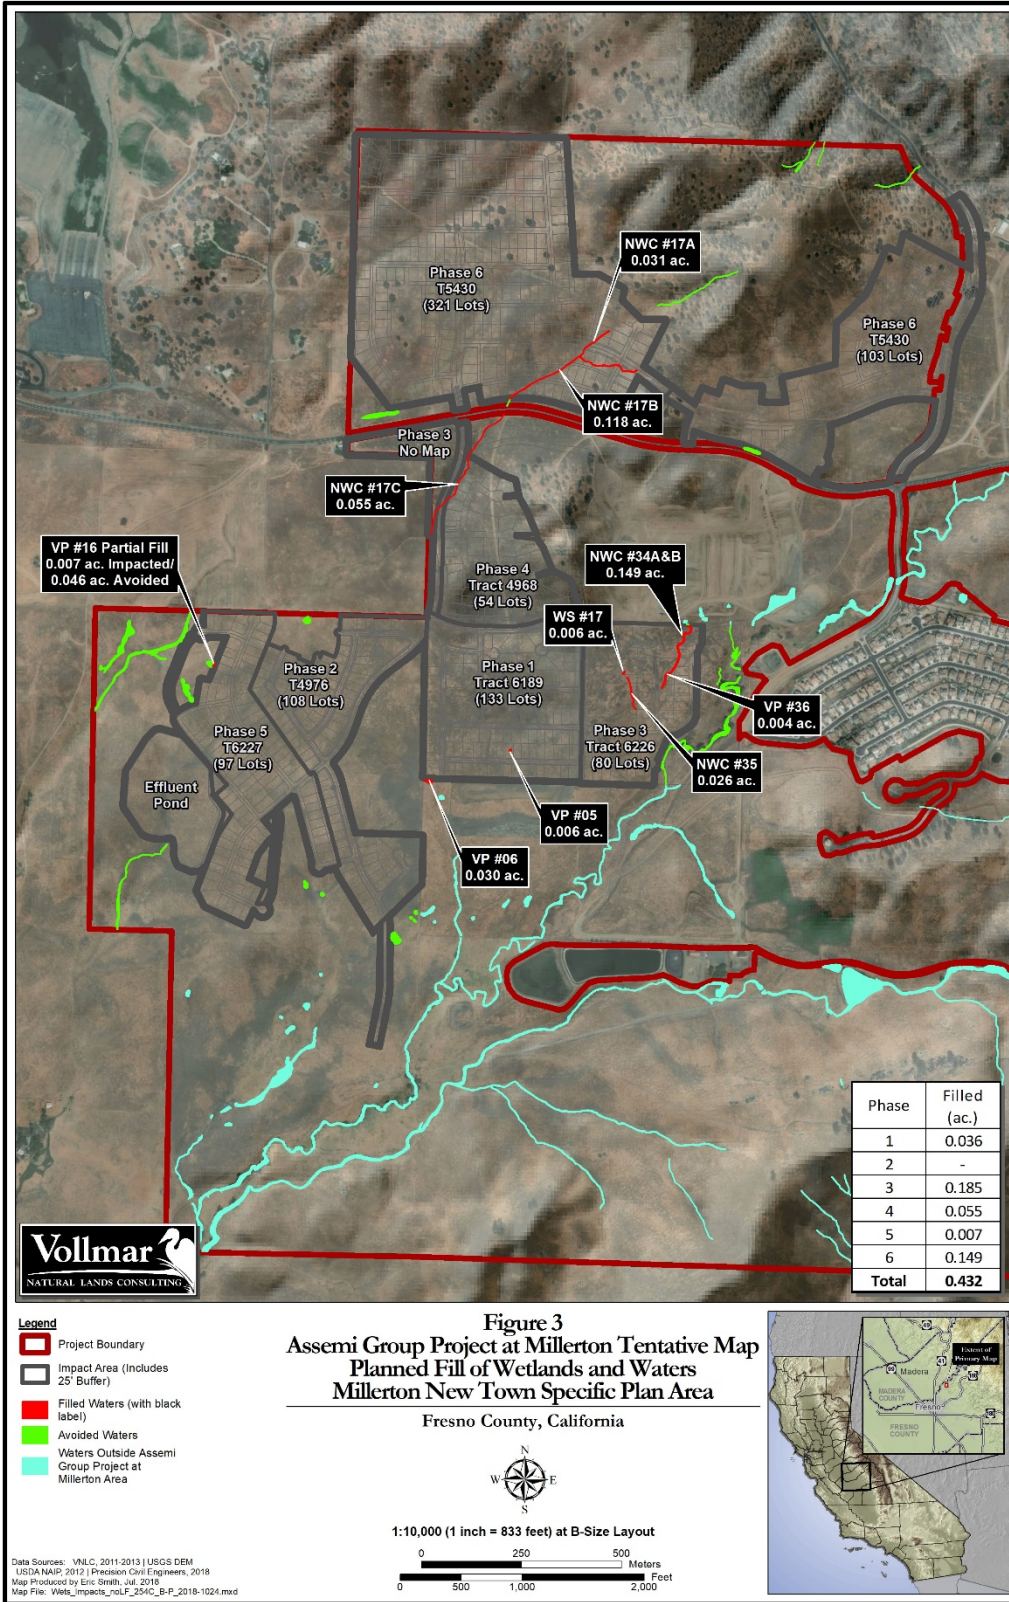 NWC #17A
0.031 ac.
Phase 6
T5430
(321 Lots)
Phase 6
T5430
(103 Lots)
NWC #17B
0.118 ac.
Phase 3
No Map
NWC #17C
0.055 ac.
VP #16 Partial Fill
0.007 ac. Impacted/
0.046 ac. Avoided
NWC #34A&B
0.149 ac.
Phase 4
Tract 4968
(54 Lots)
WS #17
0.006 ac.
Phase 2
T4976
(108 Lots)
Phase 1
Tract 6189
(133 Lots)
VP #36
0.004 ac.
Phase 5
T6227
(97 Lots)
Phase 3
Tract 6226
(80 Lots)
NWC #35
0.026 ac.
Effluent
Pond
VP #05
0.006 ac.
VP #06
0.030 ac.
Phase Filled (ac.)
1 0.036
2 -
3 0.185
4 0.055
5 0.007
6 0.149
Total 0.432
Vollmar
NATURAL LANDS CONSULTING
Legend
Project Boundary
Impact Area (Includes
25' Buffer)
Filled Waters (with black
label)
Avoided Waters
Waters Outside Assemi
Group Project at
Millerton Area
Figure 3
Assemi Group Project at Millerton Tentative Map
Planned Fill of Wetlands and Waters
Millerton New Town Specific Plan Area
Fresno County, California
N
W E
S
1:10,000 (1 inch = 833 feet) at B-Size Layout
0 250 500
Meters
Feet
0 500 1,000 2,000
Extent of
Primary Map
Madera
MADERA
COUNTY
Fresno
FRESNO
COUNTY
41
99
Data Sources: VNLC, 2011-2013 | USGS DEM
USDA NAIP, 2012 | Precision Civil Engineers, 2018
Map Produced by Eric Smith, Jul. 2018
Map File: Wets_Impacts_noLF_254C_B-P_2018-1024.mxd